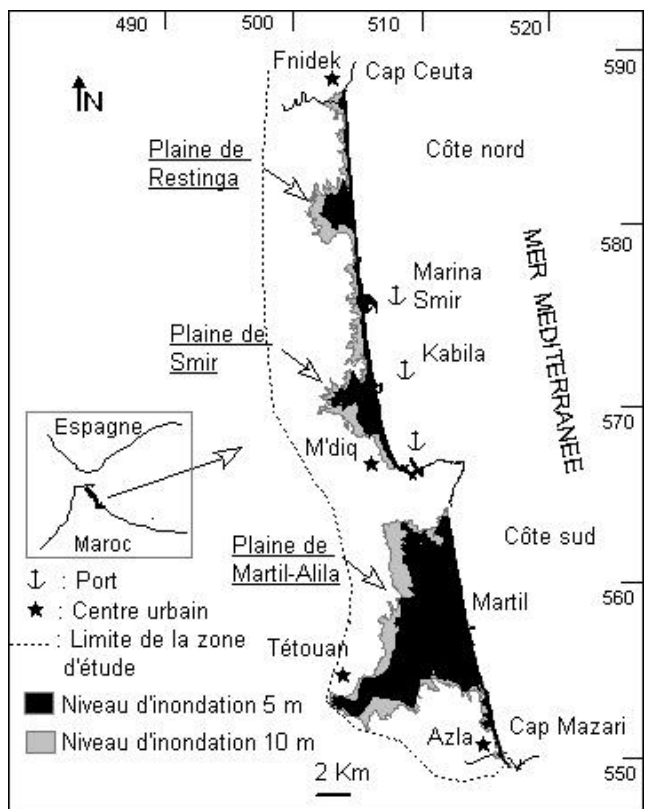 490
500
510
520
590
Fnidek
Cap Ceuta
N
Plaine de
Restinga
Côte nord
580
Marina
Smir
MER MEDITERRANEE
Plaine de
Smir
Kabila
570
Espagne
M'diq
Maroc
Côte sud
Plaine de
Martil-Alila
: Port
560
: Centre urbain
Martil
: Limite de la zone
d'étude
Tétouan
Niveau d'inondation 5 m
Cap Mazari
Niveau d'inondation 10 m
Azla
550
2 Km